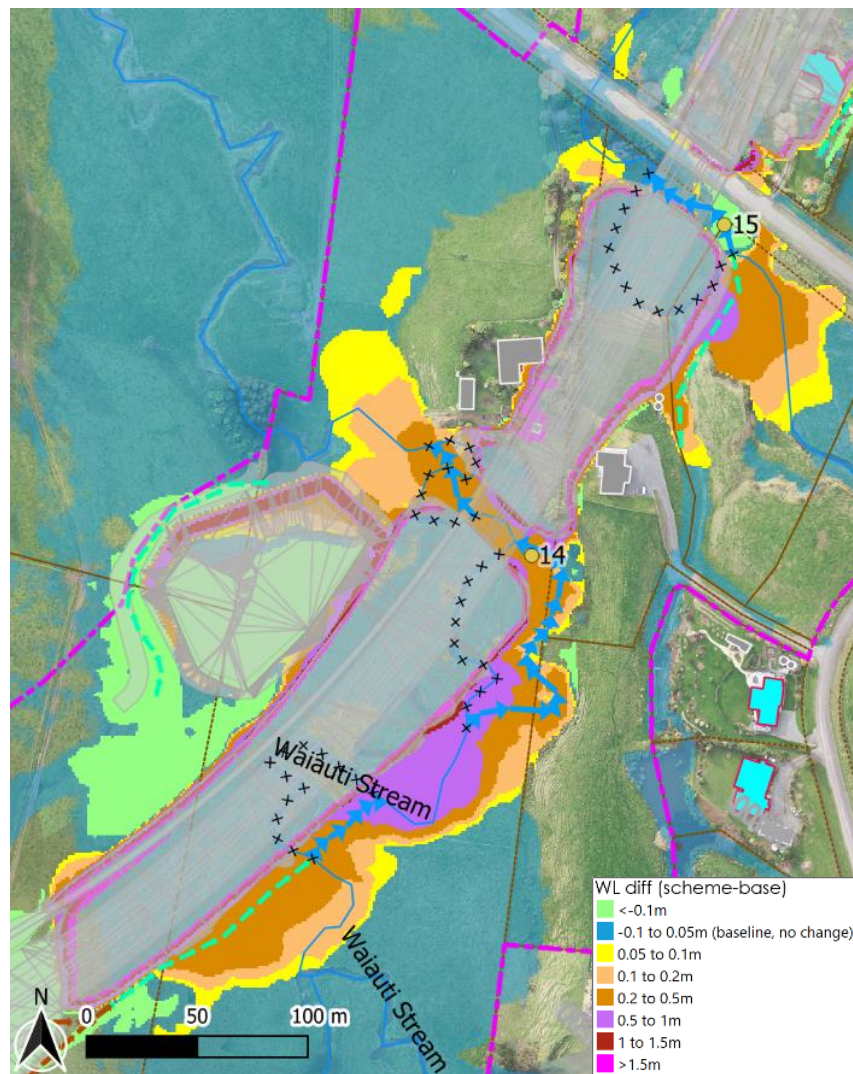 15
14
Waiauti Stream
Waiauti Stream
N
0 50 100 m
WL diff (scheme-base)
<-0.1m
-0.1 to 0.05m (baseline, no change)
0.05 to 0.1m
0.1 to 0.2m
0.2 to 0.5m
0.5 to 1m
1 to 1.5m
>1.5m